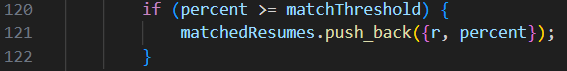 120 if (percent >= matchThreshold) {
121 matchedResumes.push_back({r, percent});
122 }